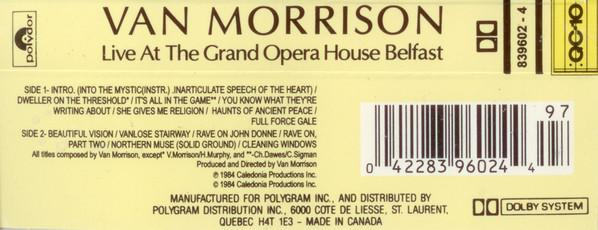 polydor
VAN MORRISON
Live At The Grand Opera House Belfast
839602 - 4
QC-10
SIDE 1- INTRO. (INTO THE MYSTIC(INSTR.) .INARTICULATE SPEECH OF THE HEART) /
DWELLER ON THE THRESHOLD* / IT'S ALL IN THE GAME** / YOU KNOW WHAT THEY'RE
WRITING ABOUT / SHE GIVES ME RELIGION / HAUNTS OF ANCIENT PEACE /
FULL FORCE GALE
SIDE 2- BEAUTIFUL VISION / VANLOSE STAIRWAY / RAVE ON JOHN DONNE / RAVE ON,
PART TWO / NORTHERN MUSE (SOLID GROUND) / CLEANING WINDOWS
All titles composed by Van Morrison, except* V.Morrison/H.Murphy, and **-Ch.Dawes/C.Sigman
Produced and Directed by Van Morrison
℗ 1984 Caledonia Productions Inc.
© 1984 Caledonia Productions Inc.
97
0 42283 96024 4
MANUFACTURED FOR POLYGRAM INC., AND DISTRIBUTED BY
POLYGRAM DISTRIBUTION INC., 6000 COTE DE LIESSE, ST. LAURENT,
QUEBEC H4T 1E3 - MADE IN CANADA
DOLBY SYSTEM